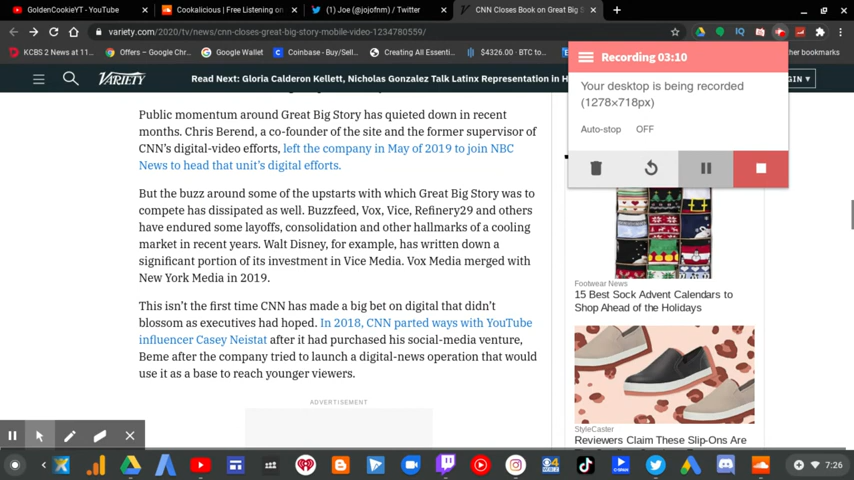 GoldenCookieYT - YouTube
Cookalicious | Free Listening on
(1) Joe (@jojofnm) / Twitter
CNN Closes Book on Great Big S
variety.com/2020/tv/news/cnn-closes-great-big-story-mobile-video-1234780559/
KCBS 2 News at 11...
Offers – Google Cl...
Google Wallet
Coinbase - Buy/Sell...
Creating All Essenti...
$4326.00 - BTC to...
other bookmarks
VARIETY
Read Next: Gloria Calderon Kellett, Nicholas Gonzalez Talk Latinx Representation in H
Recording 03:10
Your desktop is being recorded
(1278×718px)
Auto-stop OFF
Public momentum around Great Big Story has quieted down in recent
months. Chris Berend, a co-founder of the site and the former supervisor of
CNN's digital-video efforts, left the company in May of 2019 to join NBC
News to head that unit's digital efforts.
But the buzz around some of the upstarts with which Great Big Story was to
compete has dissipated as well. Buzzfeed, Vox, Vice, Refinery29 and others
have endured some layoffs, consolidation and other hallmarks of a cooling
market in recent years. Walt Disney, for example, has written down a
significant portion of its investment in Vice Media. Vox Media merged with
New York Media in 2019.
This isn't the first time CNN has made a big bet on digital that didn't
blossom as executives had hoped. In 2018, CNN parted ways with YouTube
influencer Casey Neistat after it had purchased his social-media venture,
Beme after the company tried to launch a digital-news operation that would
use it as a base to reach younger viewers.
ADVERTISEMENT
Footwear News
15 Best Sock Advent Calendars to
Shop Ahead of the Holidays
StyleCaster
Reviewers Claim These Slip-Ons Are
7:26